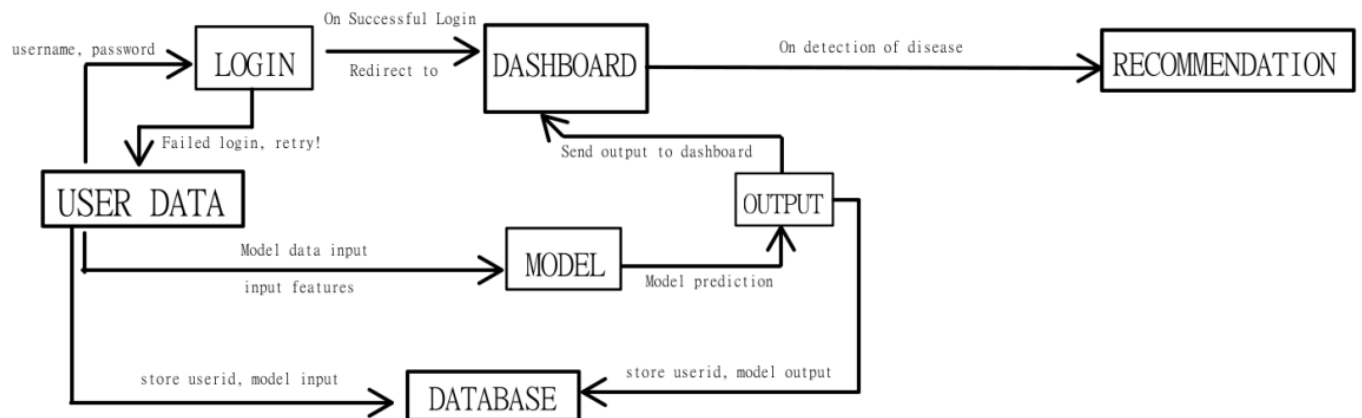 On Successful Login
username, password
LOGIN
DASHBOARD
On detection of disease
RECOMMENDATION
Redirect to
Failed login, retry!
Send output to dashboard
USER DATA
OUTPUT
Model data input
MODEL
input features
Model prediction
store userid, model input
DATABASE
store userid, model output